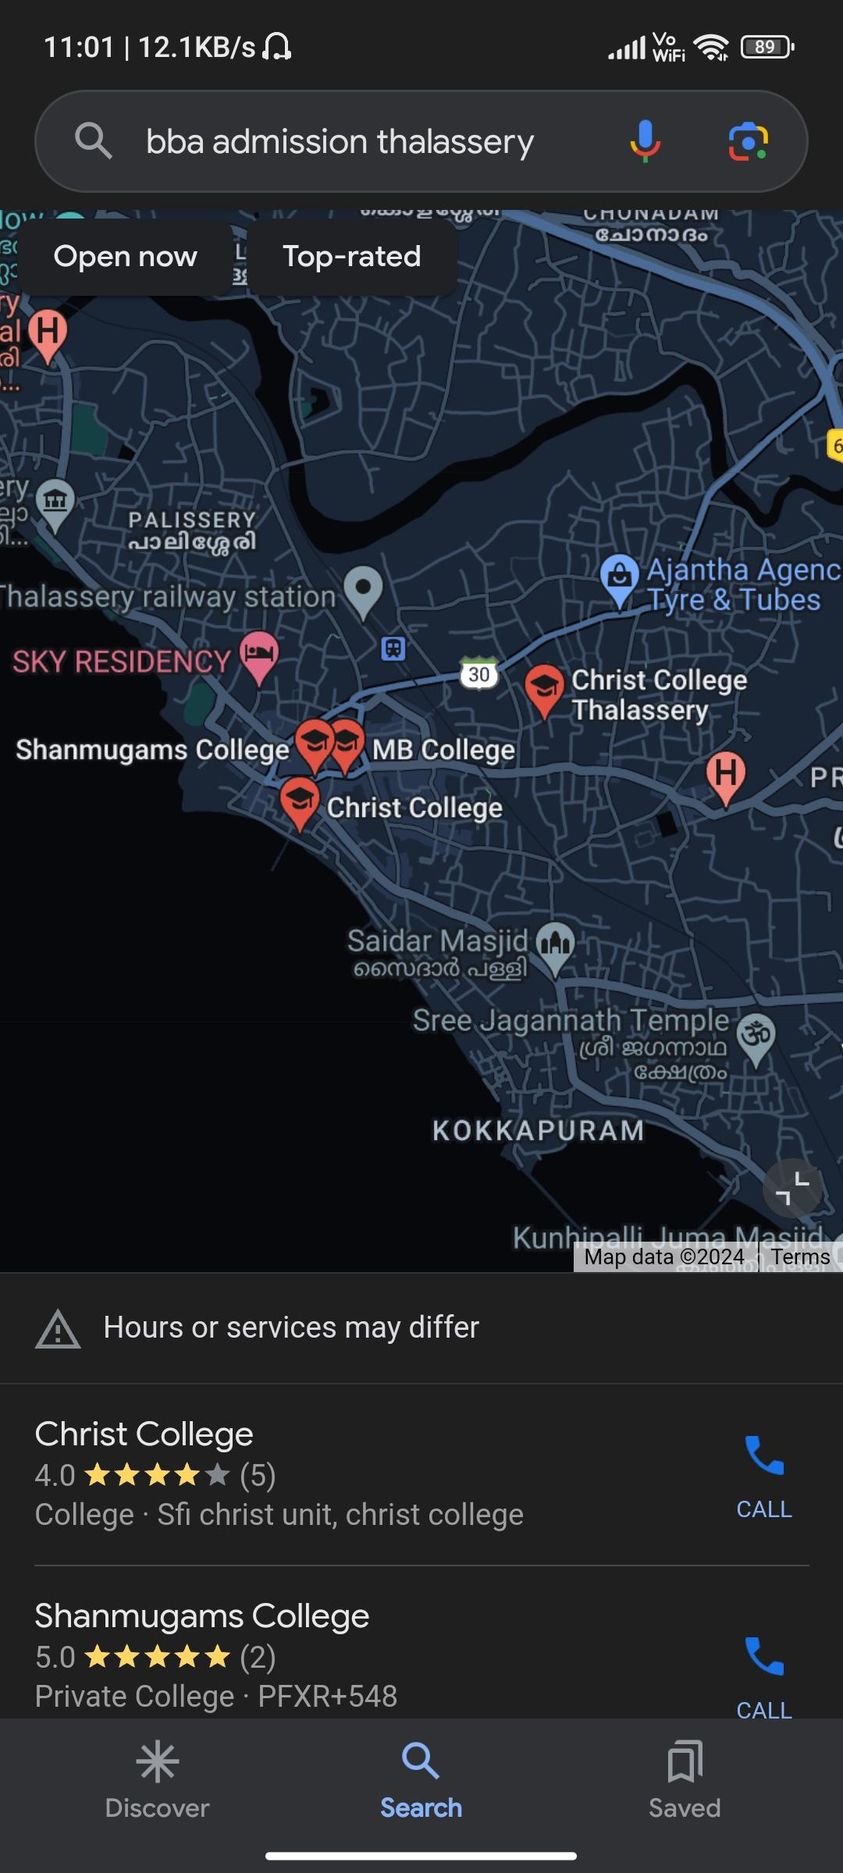 11:01 | 12.1KB/s
Vo
WiFi
89
bba admission thalassery
CHONADAM
ചോനാദം
Open now
Top-rated
H
6
PALISSERY
പാലിശ്ശേരി
Thalassery railway station
Ajantha Agenc
Tyre & Tubes
SKY RESIDENCY
30
Christ College
Thalassery
Shanmugams College
MB College
H
PR
Christ College
Saidar Masjid
സൈദാർ പള്ളി
Sree Jagannath Temple
ശ്രീ ജഗന്നാഥ
ക്ഷേത്രം
KOKKAPURAM
Kunhipalli Juma Masjid
Map data ©2024
Terms
Hours or services may differ
Christ College
4.0 ★★★★★ (5)
College · Sfi christ unit, christ college
CALL
Shanmugams College
5.0 ★★★★★ (2)
Private College · PFXR+548
CALL
Discover
Search
Saved